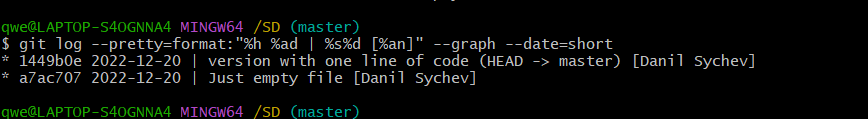 qwe@LAPTOP-S4OGNNA4 MINGW64 /SD (master)
$ git log --pretty=format:"%h %ad | %s%d [%an]" --graph --date=short
* 1449b0e 2022-12-20 | version with one line of code (HEAD -> master) [Danil Sychev]
* a7ac707 2022-12-20 | Just empty file [Danil Sychev]
qwe@LAPTOP-S4OGNNA4 MINGW64 /SD (master)